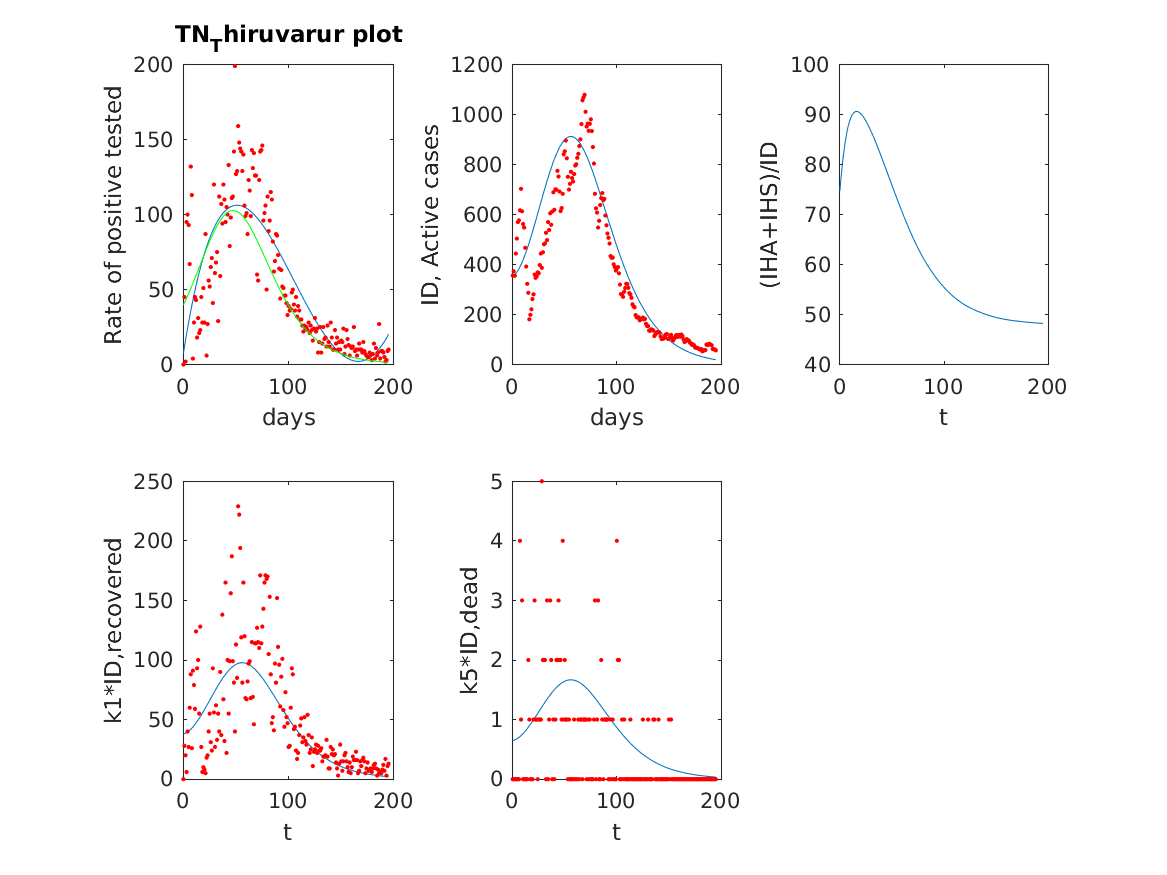 TN_Thiruvarur plot
Rate of positive tested
200
150
100
50
0
0 100 200
days
ID, Active cases
1200
1000
800
600
400
200
0
0 100 200
days
(IHA+IHS)/ID
100
90
80
70
60
50
40
0 100 200
t
k1*ID,recovered
250
200
150
100
50
0
0 100 200
t
k5*ID,dead
5
4
3
2
1
0
0 100 200
t